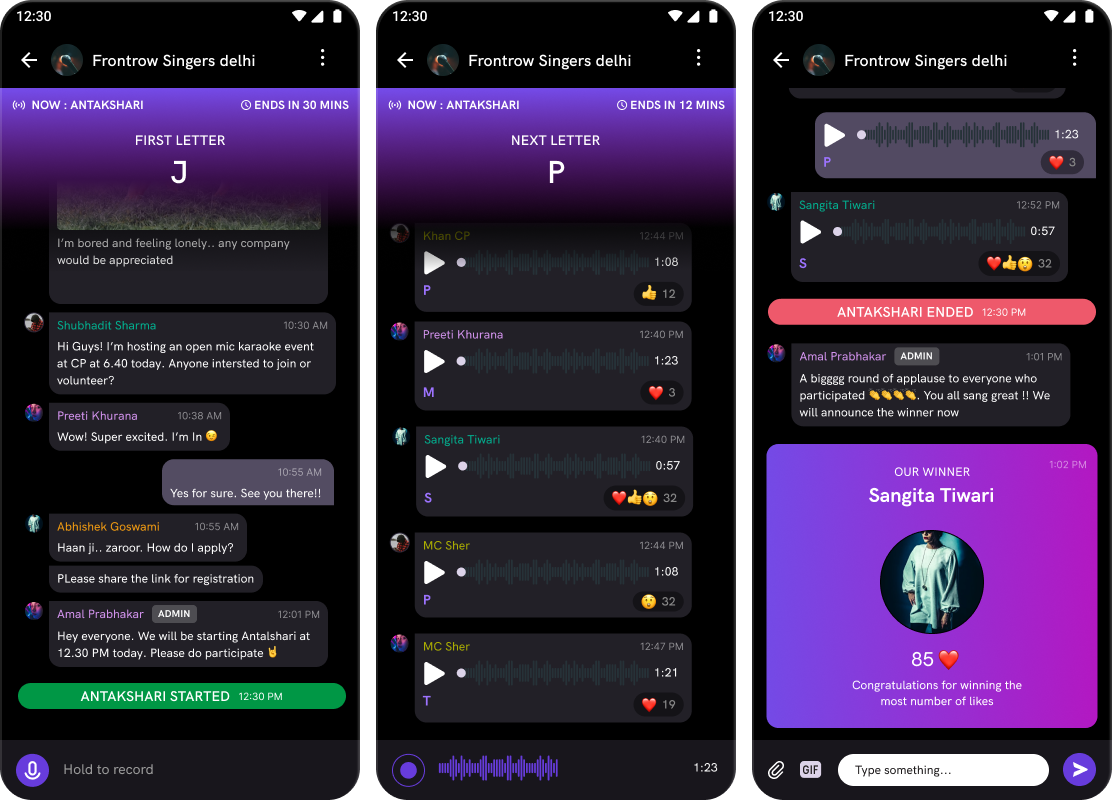 12:30
Frontrow Singers delhi
NOW : ANTAKSHARI ENDS IN 30 MINS
FIRST LETTER
J
I'm bored and feeling lonely.. any company
would be appreciated
Shubhadit Sharma 10:30 AM
Hi Guys! I'm hosting an open mic karaoke event
at CP at 6.40 today. Anyone intersted to join or
volunteer?
Preeti Khurana 10:38 AM
Wow! Super excited. I'm In 😏
10:55 AM
Yes for sure. See you there!!
Abhishek Goswami 10:55 AM
Haan ji.. zaroor. How do I apply?
PLease share the link for registration
Amal Prabhakar ADMIN 12:01 PM
Hey everyone. We will be starting Antalshari at
12.30 PM today. Please do participate 🤘
ANTAKSHARI STARTED 12:30 PM
Hold to record
12:30
Frontrow Singers delhi
NOW : ANTAKSHARI ENDS IN 12 MINS
NEXT LETTER
P
Khan CP 12:44 PM
1:08
P 👍 12
Preeti Khurana 12:40 PM
1:23
M ❤️ 3
Sangita Tiwari 12:40 PM
0:57
S ❤️👍😲 32
MC Sher 12:44 PM
1:08
P 😲 32
MC Sher 12:47 PM
1:21
T ❤️ 19
1:23
12:30
Frontrow Singers delhi
1:23
P ❤️ 3
Sangita Tiwari 12:52 PM
0:57
S ❤️👍😲 32
ANTAKSHARI ENDED 12:30 PM
Amal Prabhakar ADMIN 1:01 PM
A bigggg round of applause to everyone who
participated 👏👏👏👏. You all sang great !! We
will announce the winner now
1:02 PM
OUR WINNER
Sangita Tiwari
85 ❤️
Congratulations for winning the
most number of likes
GIF Type something...